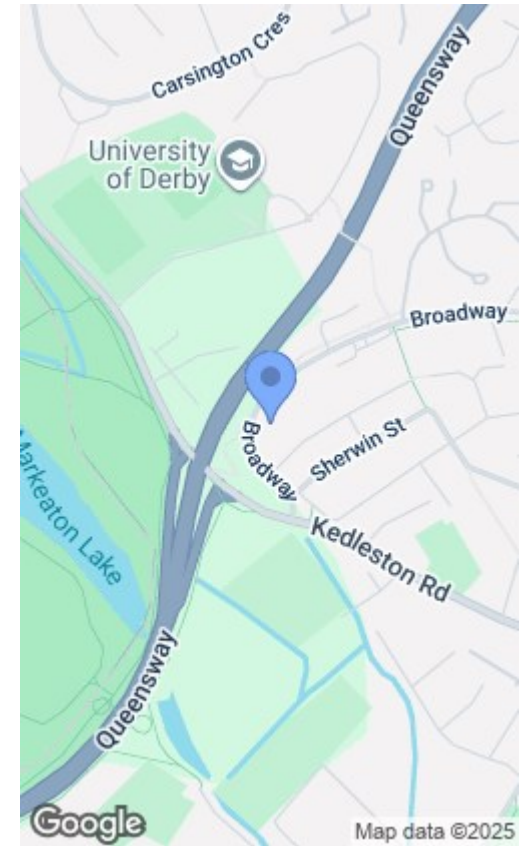 Carsington Cres
Queensway
University
of Derby
Broadway
Broadway
Sherwin St
Markeaton Lake
Kedleston Rd
Queensway
Google
Map data ©2025